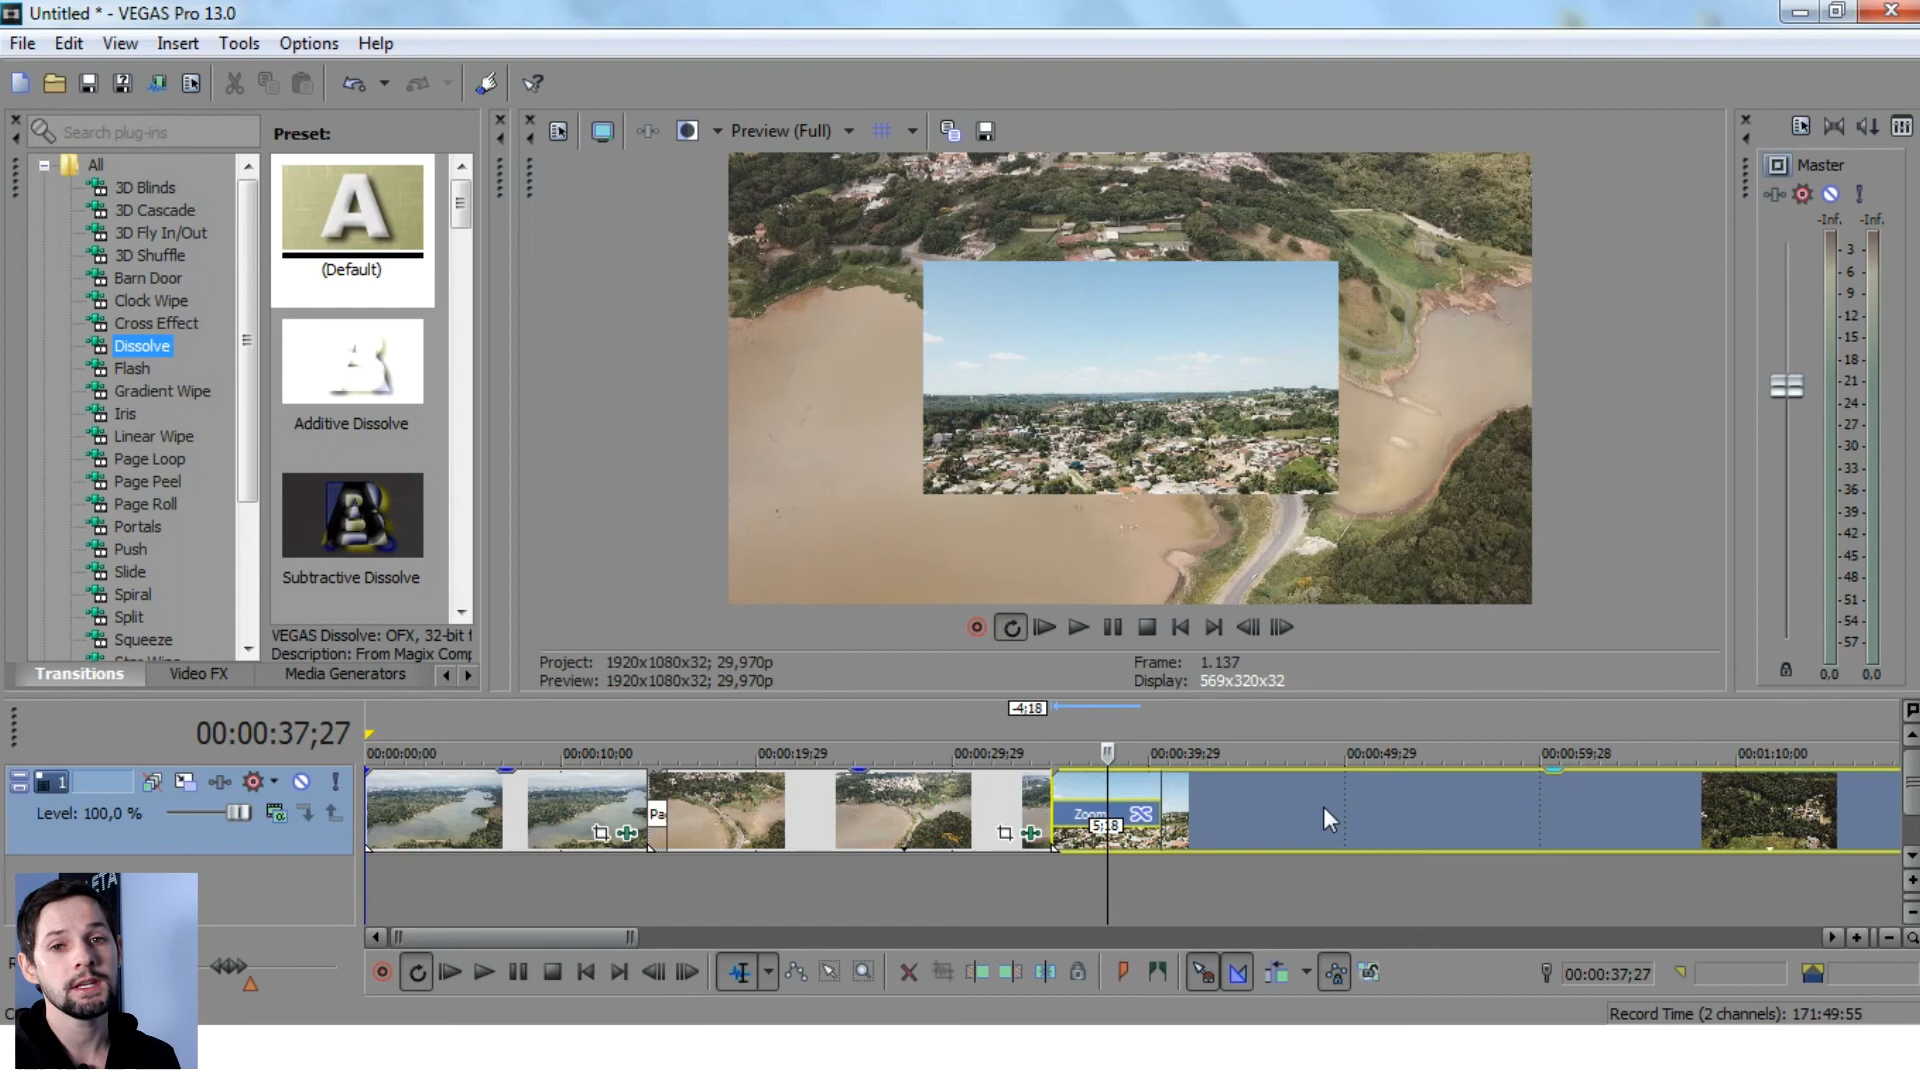 Untitled * - VEGAS Pro 13.0
File Edit View Insert Tools Options Help
Search plug-ins
Preset:
All
3D Blinds
3D Cascade
3D Fly In/Out
3D Shuffle
Barn Door
Clock Wipe
Cross Effect
Dissolve
Flash
Gradient Wipe
Iris
Linear Wipe
Page Loop
Page Peel
Page Roll
Portals
Push
Slide
Spiral
Split
Squeeze
A
(Default)
Additive Dissolve
Subtractive Dissolve
VEGAS Dissolve: OFX, 32-bit f
Description: From Magix Comp
Transitions Video FX Media Generators
Preview (Full)
Project: 1920x1080x32; 29,970p
Preview: 1920x1080x32; 29,970p
Frame: 1.137
Display: 569x320x32
Master
-Inf. -Inf.
- 3 -
- 6 -
- 9 -
- 12 -
- 15 -
- 18 -
- 21 -
- 24 -
- 27 -
- 30 -
- 33 -
- 36 -
- 39 -
- 42 -
- 45 -
- 48 -
- 51 -
- 54 -
- 57 -
0,0 0,0
-4;18
00:00:37;27
00:00:00;00 00:00:10;00 00:00:19;29 00:00:29;29 00:00:39;29 00:00:49;29 00:00:59;28 00:01:10;00
1
Level: 100,0 %
Pa
Zoom
5;18
ETA
00:00:37;27
Record Time (2 channels): 171:49:55